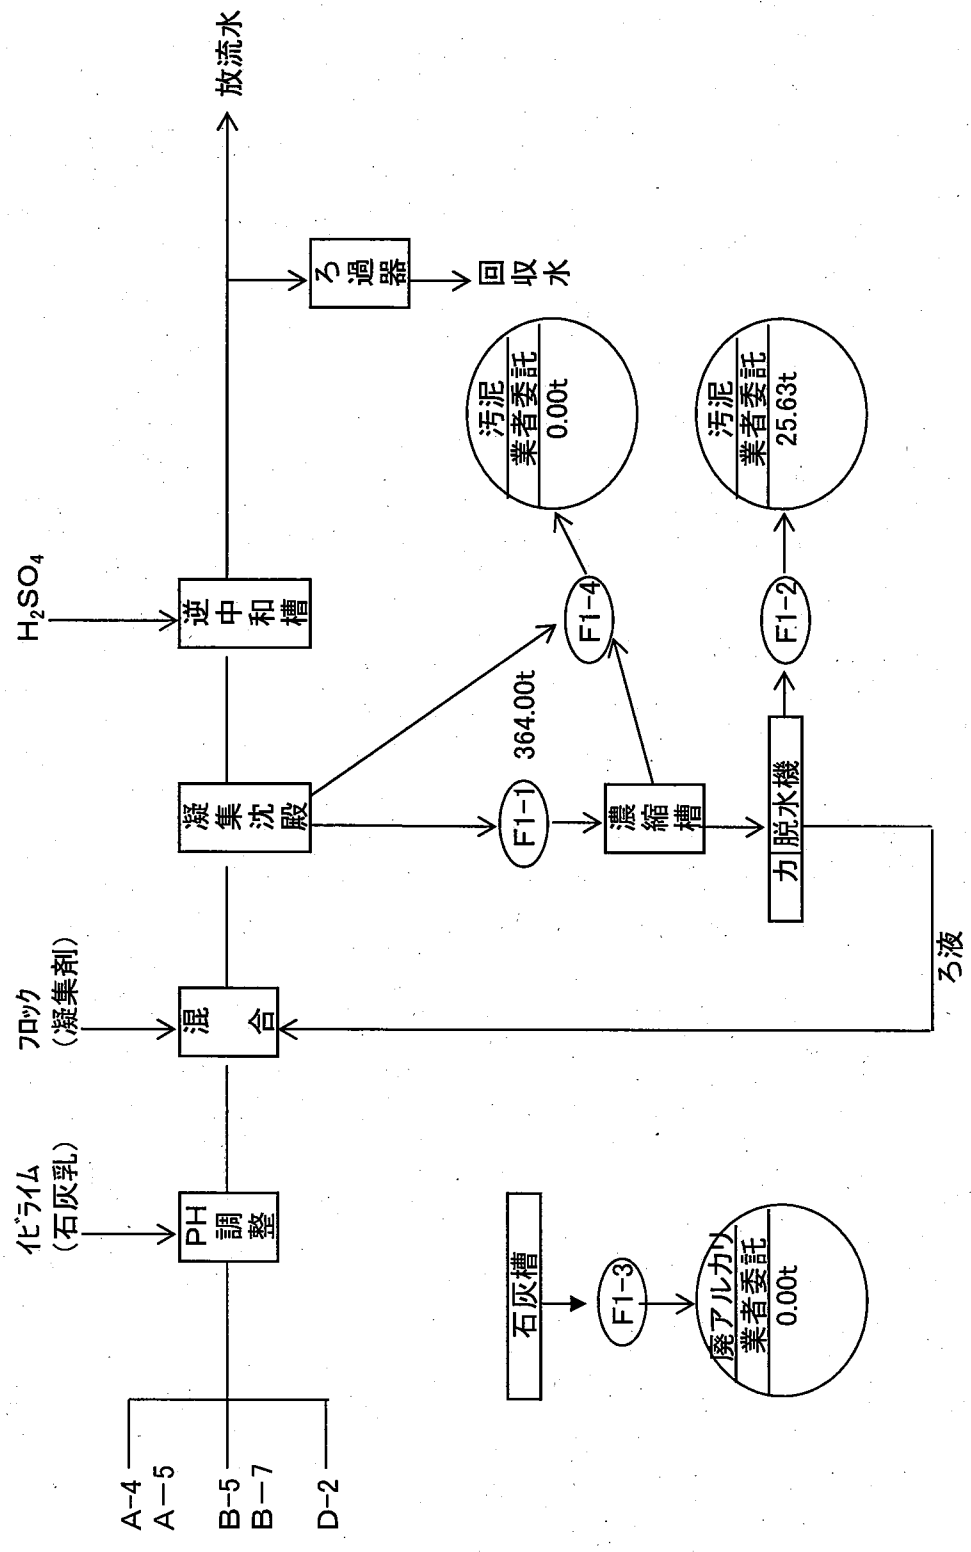 イビライム
(石灰乳)
フロック
(凝集剤)
H₂SO₄
A-4
A-5
B-5
B-7
D-2
PH
調
整
混
合
凝
集
沈
殿
逆
中
和
槽
放流水
ろ
過
器
回
収
水
F1-1
364.00t
F1-4
汚泥
業者委託
0.00t
濃
縮
槽
力 脱水機
F1-2
汚泥
業者委託
25.63t
ろ液
石灰槽
F1-3
廃アルカリ
業者委託
0.00t